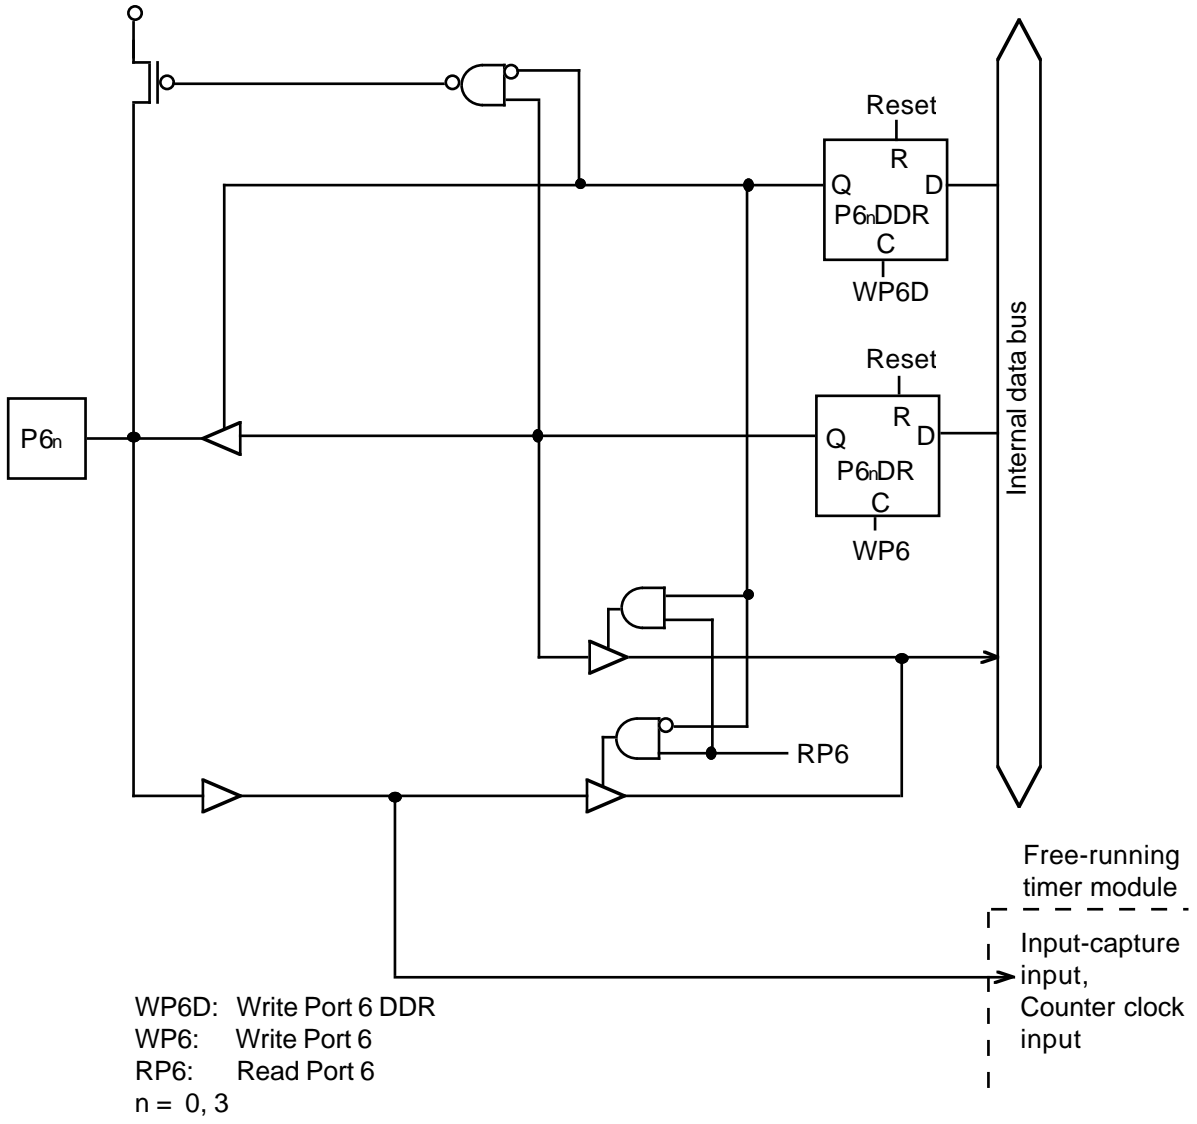 Reset
R
Q
D
P6nDDR
C
WP6D
Reset
R
Q
D
P6nDR
C
WP6
P6n
Internal data bus
RP6
Free-running
timer module
Input-capture
input,
Counter clock
input
WP6D: Write Port 6 DDR
WP6: Write Port 6
RP6: Read Port 6
n = 0, 3